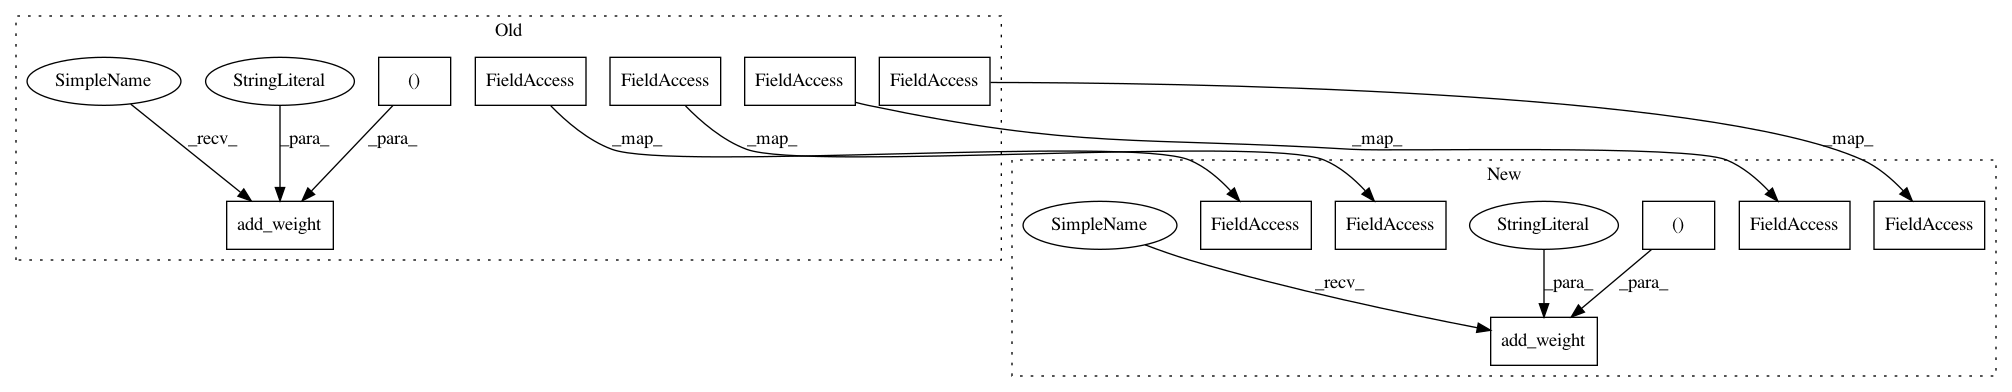 Old
SimpleName
StringLiteral
()
FieldAccess
FieldAccess
FieldAccess
FieldAccess
_recv_
_para_
_para_
_map_
_map_
_map_
_map_
add_weight
New
SimpleName
FieldAccess
FieldAccess
StringLiteral
()
FieldAccess
FieldAccess
_recv_
_para_
_para_
add_weight